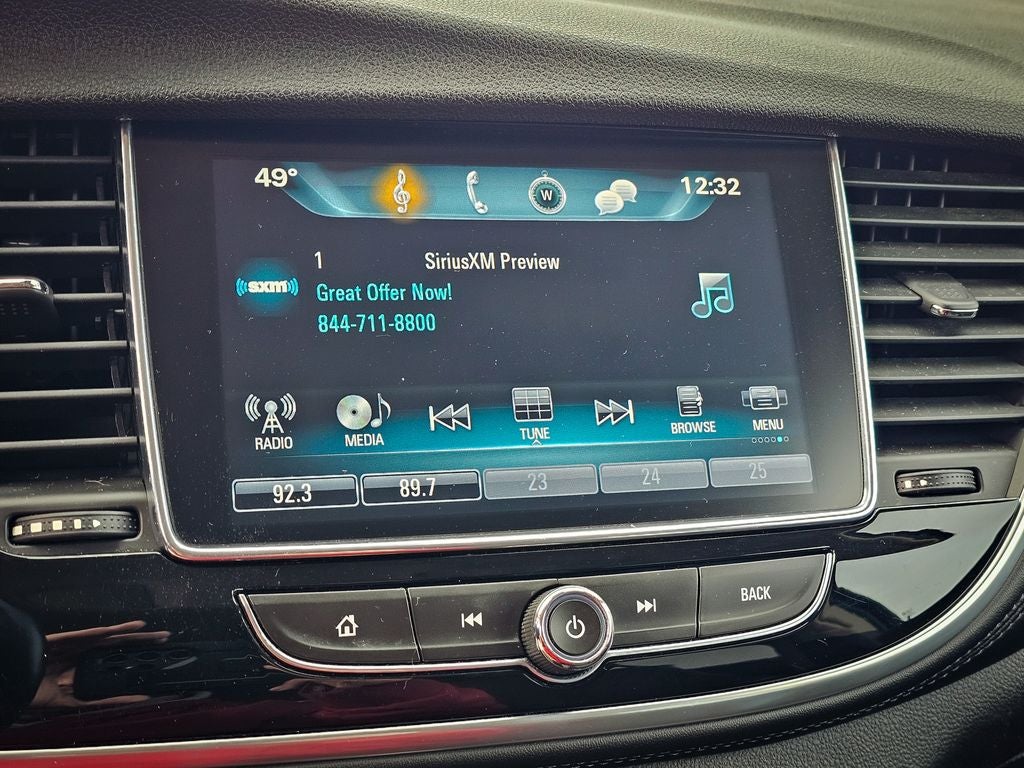 49°
W
12:32
1
SiriusXM Preview
((sxm))
Great Offer Now!
844-711-8800
RADIO
MEDIA
TUNE
BROWSE
MENU
92.3
89.7
23
24
25
BACK